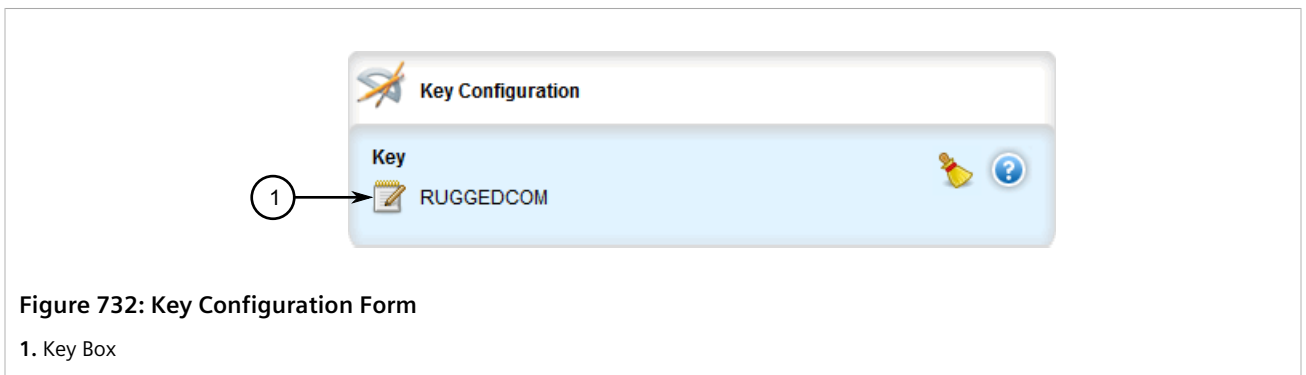 Key Configuration
Key
1
RUGGEDCOM
?
Figure 732: Key Configuration Form
1. Key Box